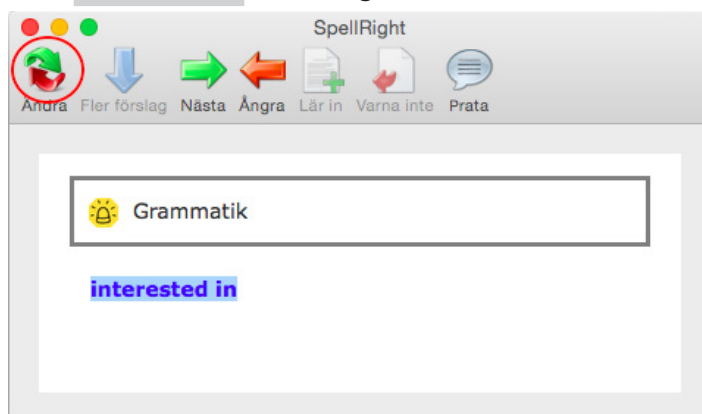 SpellRight
Ändra Fler förslag Nästa Ångra Lär in Varna inte Prata
Grammatik
interested in